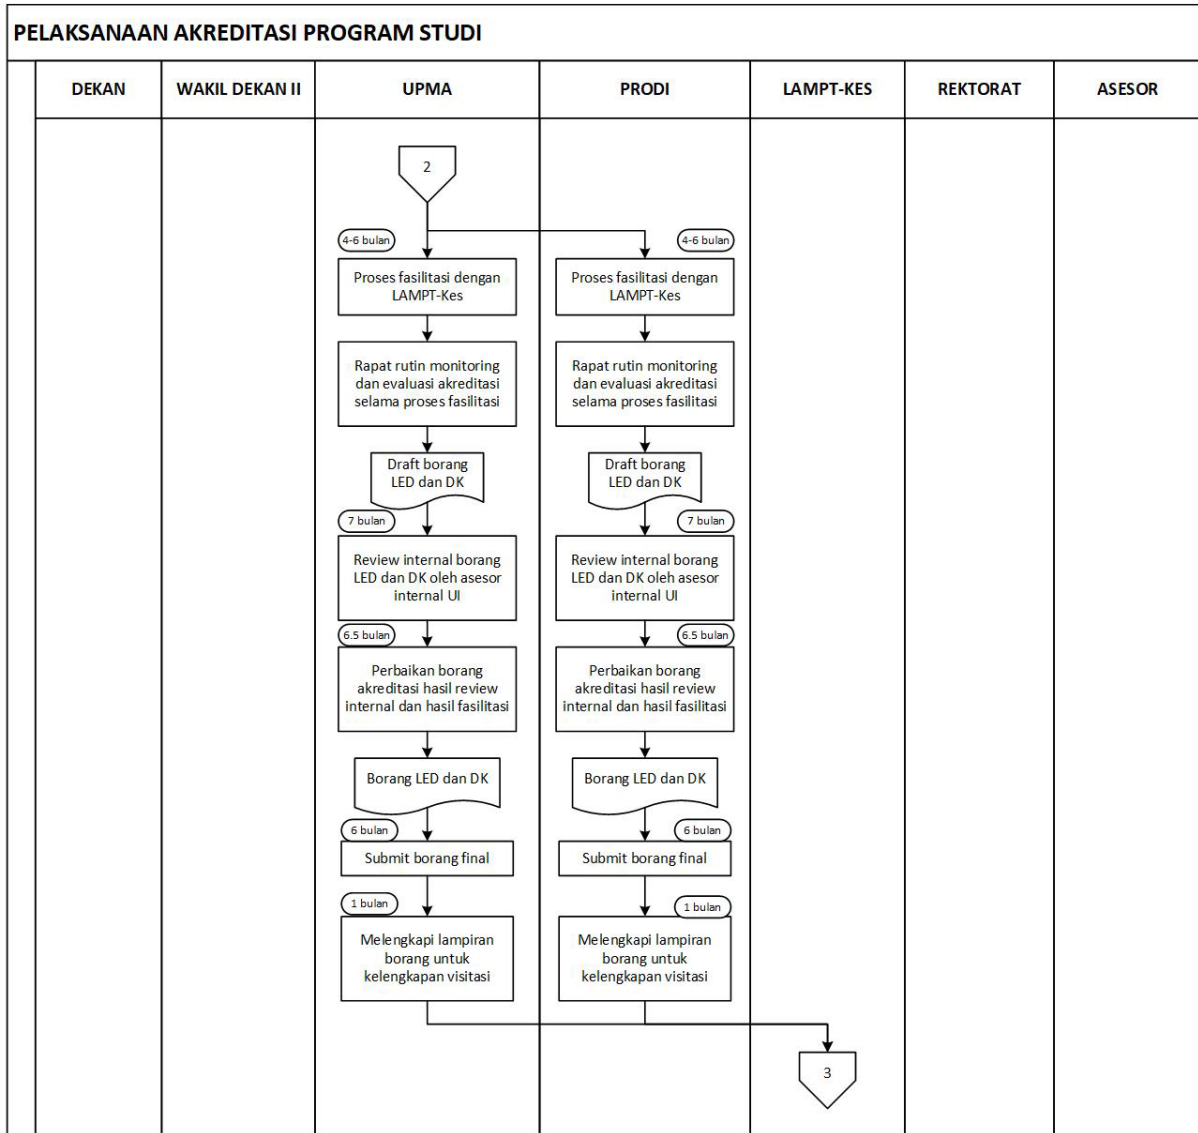 PELAKSANAAN AKREDITASI PROGRAM STUDI
DEKAN
WAKIL DEKAN II
UPMA
PRODI
LAMPT-KES
REKTORAT
ASESOR
2
4-6 bulan
4-6 bulan
Proses fasilitasi dengan
LAMPT-Kes
Proses fasilitasi dengan
LAMPT-Kes
Rapat rutin monitoring
dan evaluasi akreditasi
selama proses fasilitasi
Rapat rutin monitoring
dan evaluasi akreditasi
selama proses fasilitasi
Draft borang
LED dan DK
Draft borang
LED dan DK
7 bulan
7 bulan
Review internal borang
LED dan DK oleh asesor
internal UI
Review internal borang
LED dan DK oleh asesor
internal UI
6.5 bulan
6.5 bulan
Perbaikan borang
akreditasi hasil review
internal dan hasil fasilitasi
Perbaikan borang
akreditasi hasil review
internal dan hasil fasilitasi
Borang LED dan DK
Borang LED dan DK
6 bulan
6 bulan
Submit borang final
Submit borang final
1 bulan
1 bulan
Melengkapi lampiran
borang untuk
kelengkapan visitasi
Melengkapi lampiran
borang untuk
kelengkapan visitasi
3